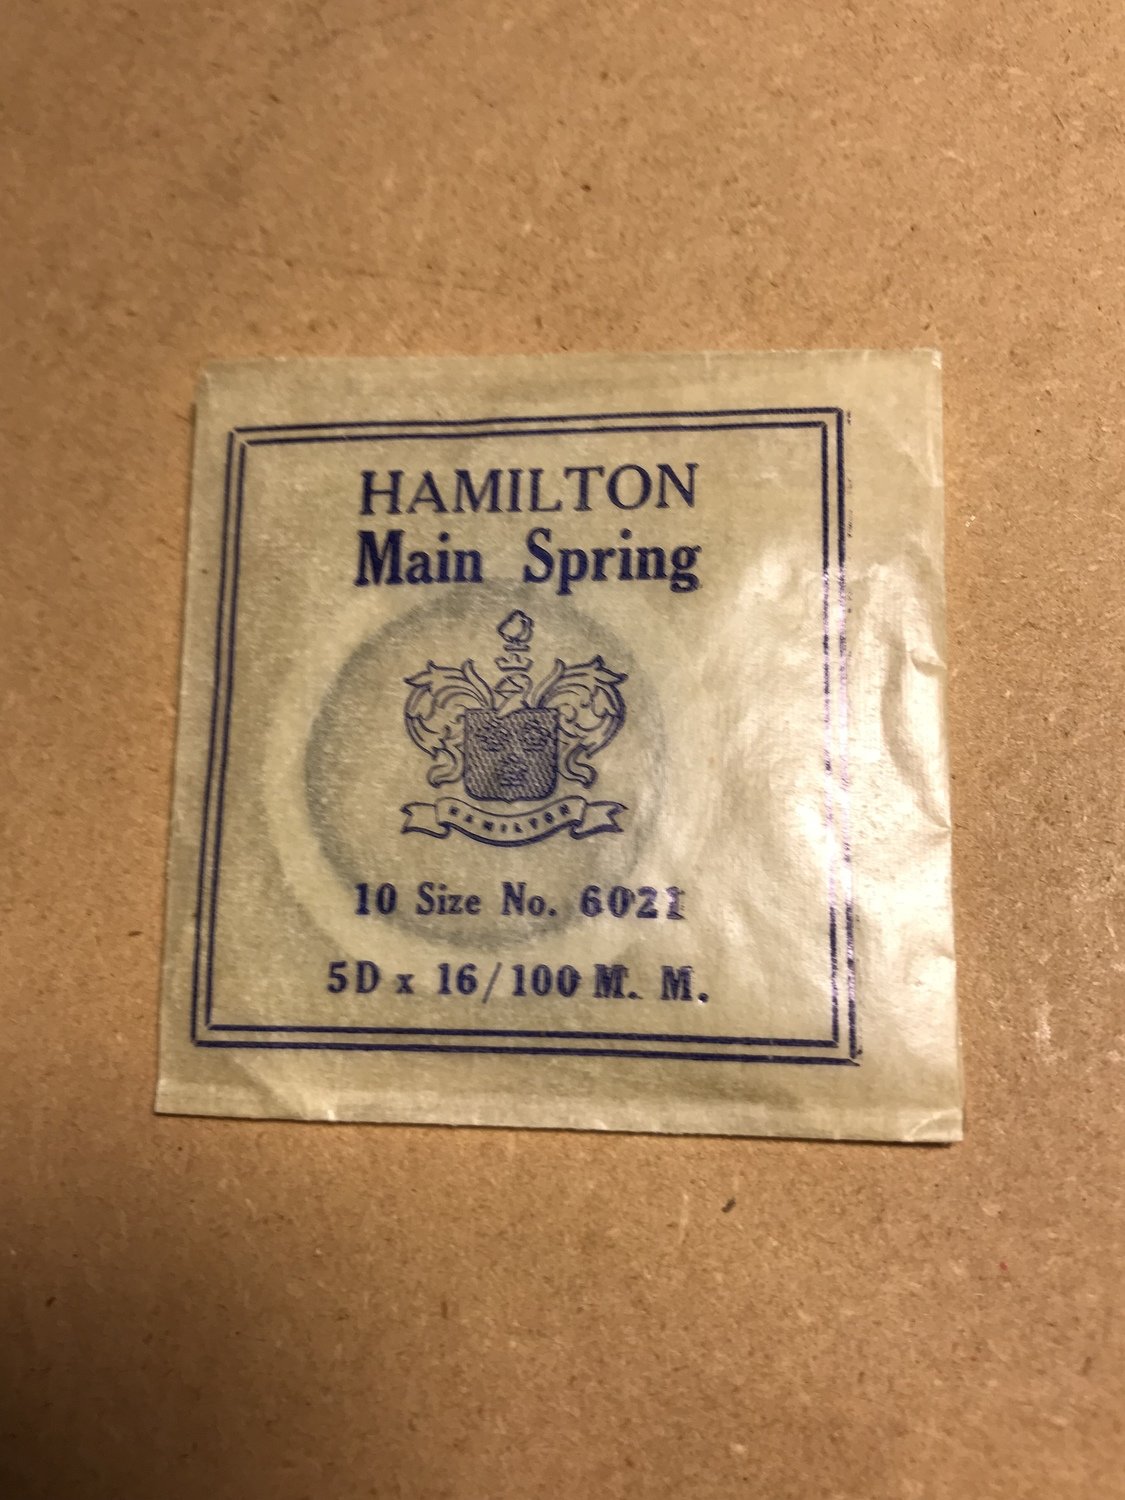 HAMILTON
Main Spring
HAMILTON
10 Size No. 6021
5D x 16/100 M. M.